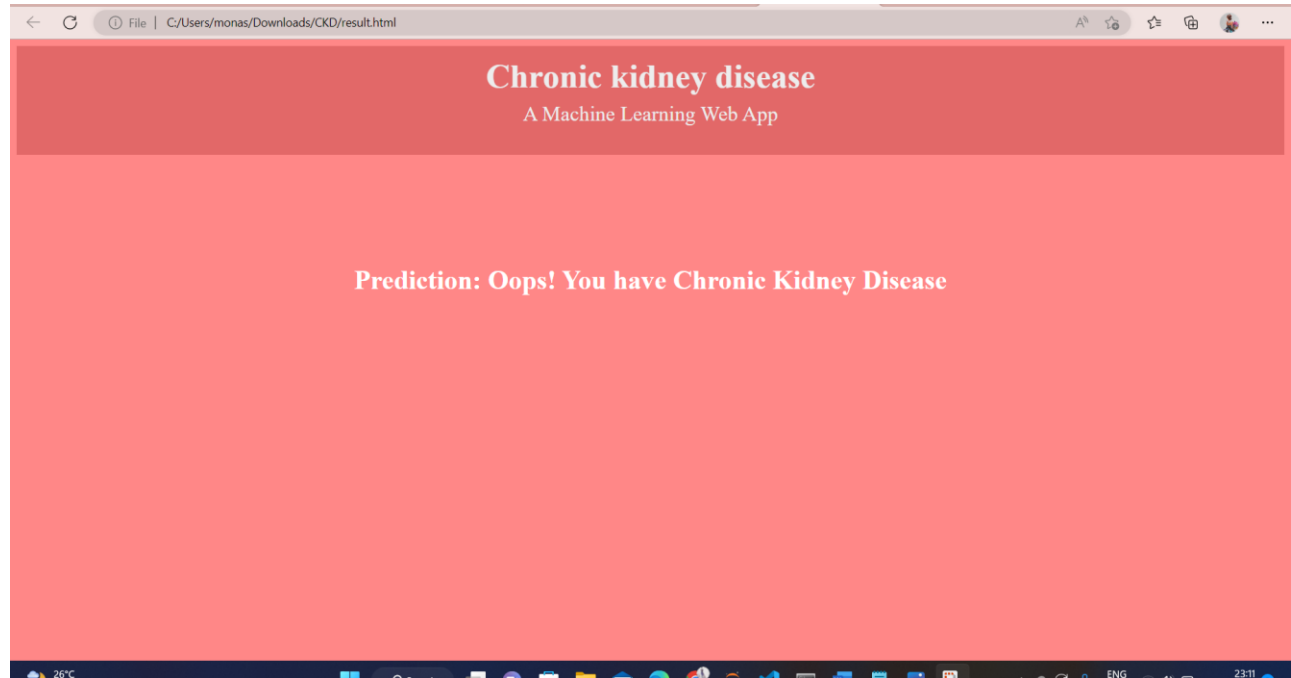 File | C:/Users/monas/Downloads/CKD/result.html
Chronic kidney disease
A Machine Learning Web App
Prediction: Oops! You have Chronic Kidney Disease
26°C
ENG
23:11